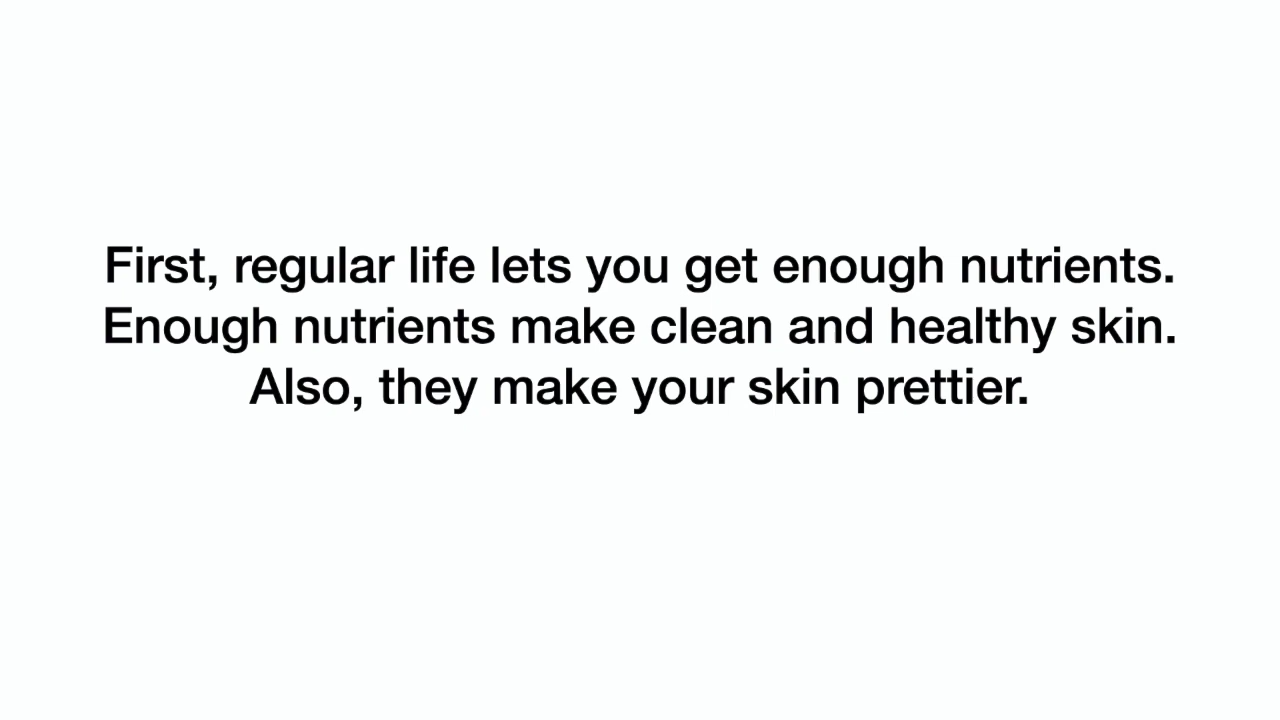 First, regular life lets you get enough nutrients.
Enough nutrients make clean and healthy skin.
Also, they make your skin prettier.